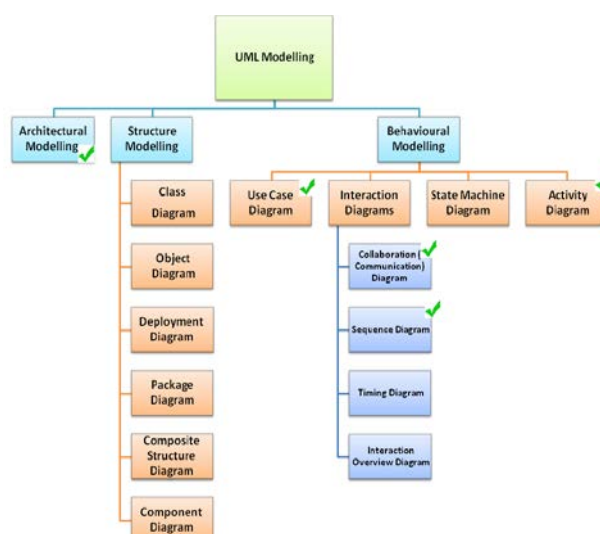 UML Modelling
Architectural
Modelling
Structure
Modelling
Behavioural
Modelling
Class
Diagram
Object
Diagram
Deployment
Diagram
Package
Diagram
Composite
Structure
Diagram
Component
Diagram
Use Case
Diagram
Interaction
Diagrams
State Machine
Diagram
Activity
Diagram
Collaboration (
Communication)
Diagram
Sequence Diagram
Timing Diagram
Interaction
Overview Diagram